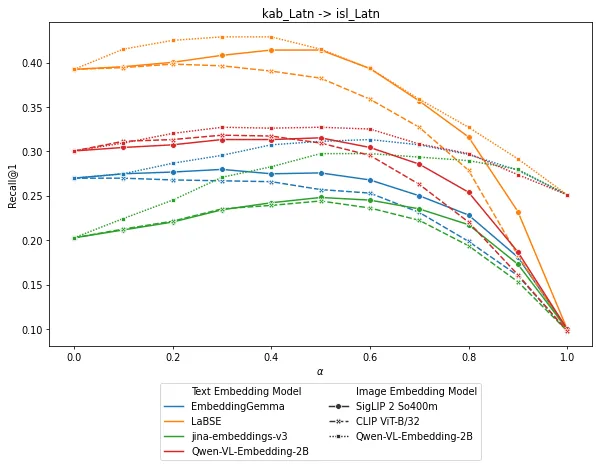 kab_Latn -> isl_Latn
Recall@1
0.40
0.35
0.30
0.25
0.20
0.15
0.10
0.0
0.2
0.4
0.6
0.8
1.0
α
Text Embedding Model
EmbeddingGemma
LaBSE
jina-embeddings-v3
Qwen-VL-Embedding-2B
Image Embedding Model
SigLIP 2 So400m
CLIP ViT-B/32
Qwen-VL-Embedding-2B